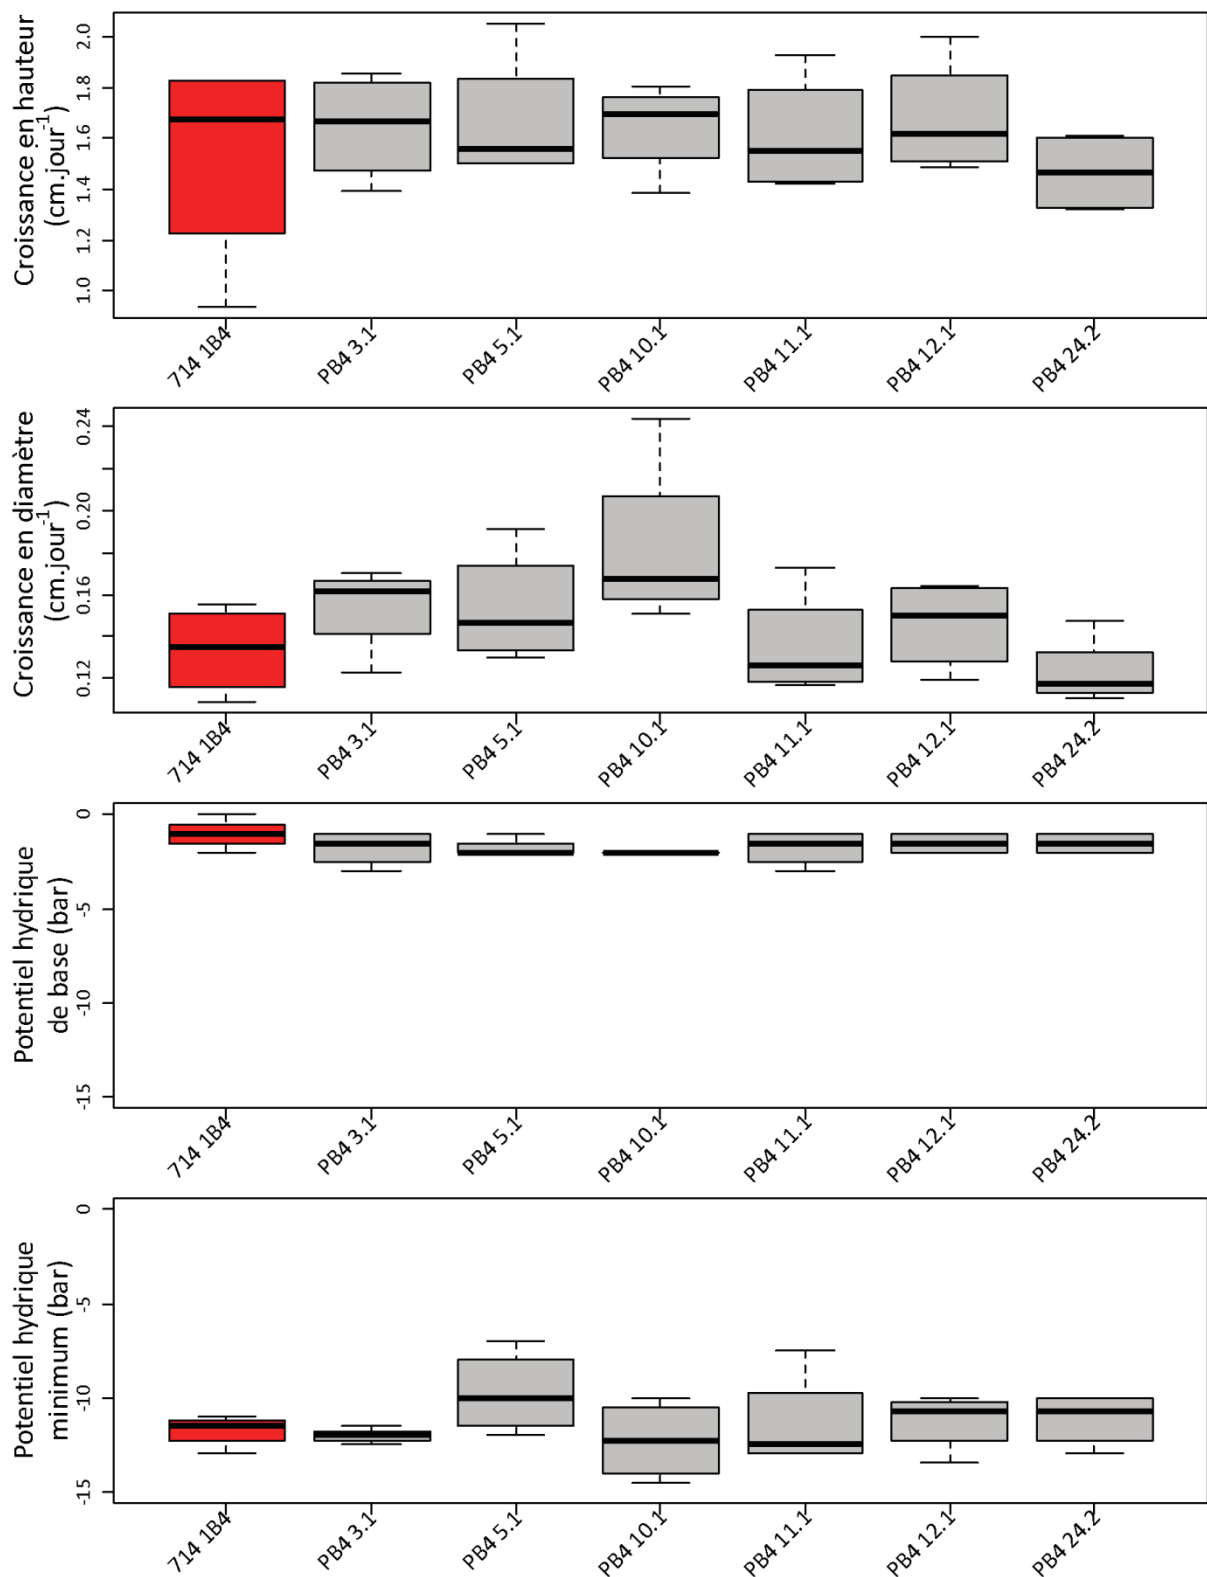 Croissance en hauteur
(cm.jour-1)
2.0
1.8
1.6
1.4
1.2
1.0
714 1B4
PB4 3.1
PB4 5.1
PB4 10.1
PB4 11.1
PB4 12.1
PB4 24.2
Croissance en diamètre
(cm.jour-1)
0.24
0.20
0.16
0.12
714 1B4
PB4 3.1
PB4 5.1
PB4 10.1
PB4 11.1
PB4 12.1
PB4 24.2
Potentiel hydrique
de base (bar)
0
-5
-10
-15
714 1B4
PB4 3.1
PB4 5.1
PB4 10.1
PB4 11.1
PB4 12.1
PB4 24.2
Potentiel hydrique
minimum (bar)
0
-5
-10
-15
714 1B4
PB4 3.1
PB4 5.1
PB4 10.1
PB4 11.1
PB4 12.1
PB4 24.2